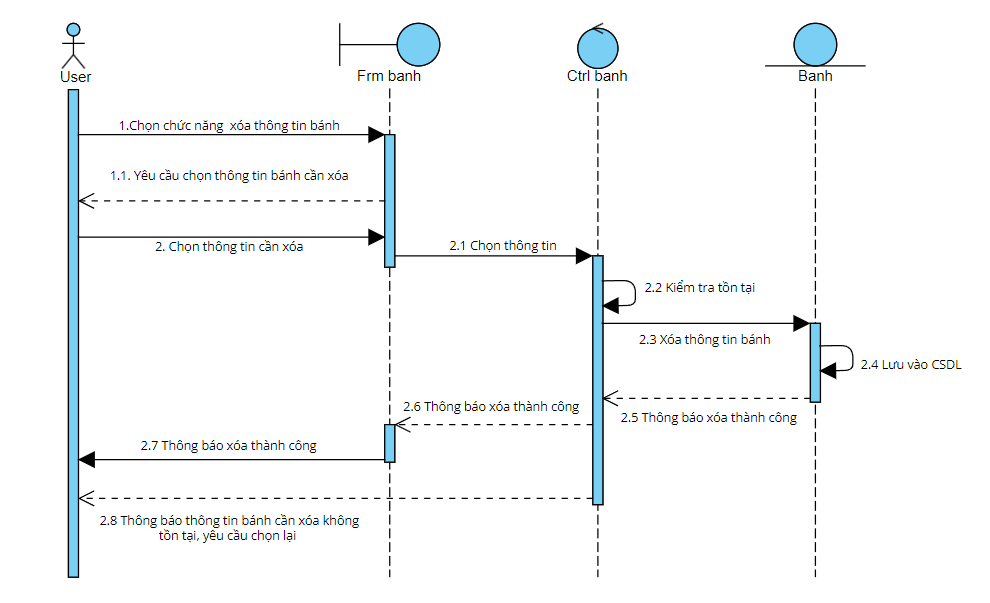 User
Frm banh
Ctrl banh
Banh
1.Chọn chức năng xóa thông tin bánh
1.1. Yêu cầu chọn thông tin bánh cần xóa
2. Chọn thông tin cần xóa
2.1 Chọn thông tin
2.2 Kiểm tra tồn tại
2.3 Xóa thông tin bánh
2.4 Lưu vào CSDL
2.5 Thông báo xóa thành công
2.6 Thông báo xóa thành công
2.7 Thông báo xóa thành công
2.8 Thông báo thông tin bánh cần xóa không
tồn tại, yêu cầu chọn lại